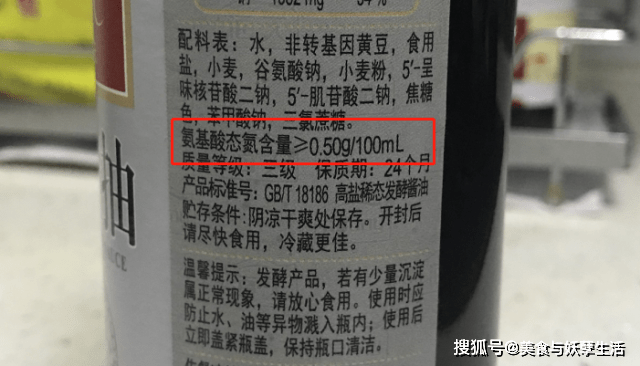 配料表：水，非转基因黄豆，食用
盐，小麦，谷氨酸钠，小麦粉，5′-呈
味核苷酸二钠，5′-肌苷酸二钠，焦糖
色，苯甲酸钠，三氯蔗糖。
氨基酸态氮含量≥0.50g/100mL
质量等级：三级 保质期：24个月
产品标准号：GB/T 18186 高盐稀态发酵酱油
贮存条件：阴凉干爽处保存。开封后
请尽快食用，冷藏更佳。
温馨提示：发酵产品，若有少量沉淀
属正常现象，请放心食用。使用时应
防止水、油等异物溅入瓶内；使用后
立即盖紧瓶盖，保持瓶口清洁。
抽
搜狐号@美食与妖孽生活